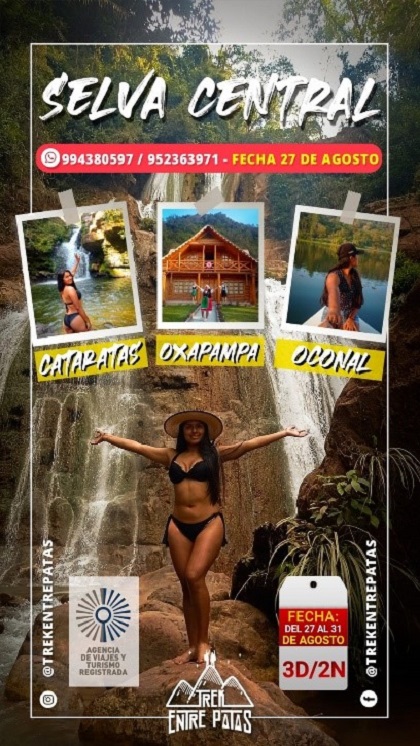 SELVA CENTRAL
994380597 / 952363971 - FECHA 27 DE AGOSTO
CATARATAS
OXAPAMPA
OCONAL
@TREKENTREPATAS
AGENCIA
DE VIAJES Y
TURISMO
REGISTRADA
FECHA:
DEL 27 AL 31
DE AGOSTO
3D/2N
@TREKENTREPATAS
TREK
ENTRE PATAS